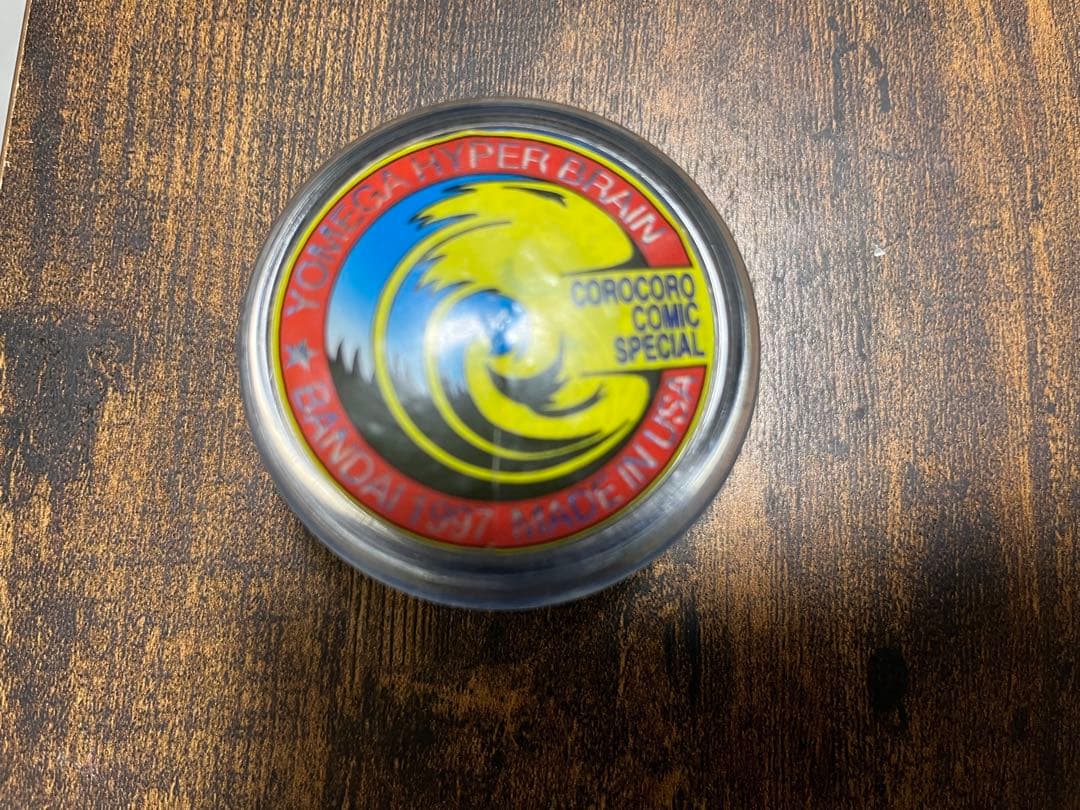 YOMEGA HYPER BRAIN
COROCORO
COMIC
SPECIAL
★ BANDAI 1997 MADE IN USA